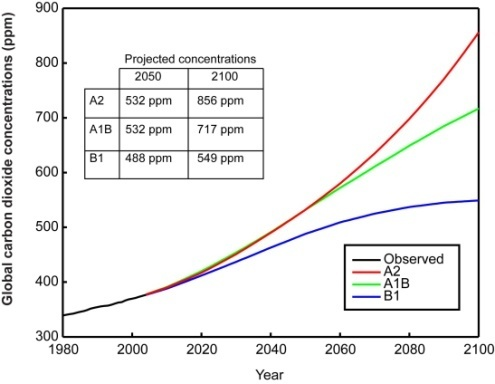 Global carbon dioxide concentrations (ppm)
900
800
700
600
500
400
300
Projected concentrations
2050 2100
A2 532 ppm 856 ppm
A1B 532 ppm 717 ppm
B1 488 ppm 549 ppm
Observed
A2
A1B
B1
1980 2000 2020 2040 2060 2080 2100
Year